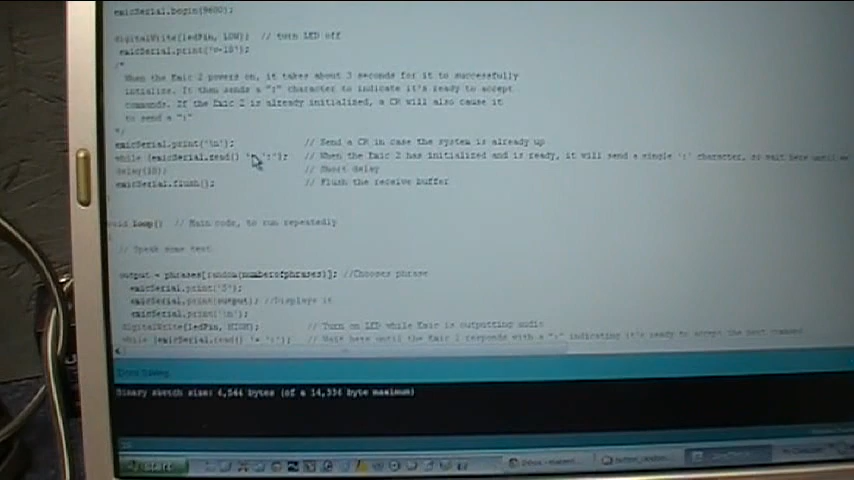 emicSerial.begin(9600);
digitalWrite(ledPin, LOW);  // turn LED off
emicSerial.print('v-18');
/*
When the Emic 2 powers on, it takes about 3 seconds for it to successfully
intialize. It then sends a ":" character to indicate it's ready to accept
commands. If the Emic 2 is already initialized, a CR will also cause it
to send a ":"
*/
emicSerial.print('\n');  // Send a CR in case the system is already up
while (emicSerial.read() ':');  // When the Emic 2 has initialized and is ready, it will send a single ':' character, so wait here until we
delay(10);  // Short delay
emicSerial.flush();  // Flush the receive buffer
}
void loop()  // Main code, to run repeatedly
{
// Speak some text
output = phrases[random(numberofphrases)]; //Chooses phrase
emicSerial.print('S');
emicSerial.print(output); //Displays it
emicSerial.print('\n');
digitalWrite(ledPin, HIGH);  // Turn on LED while Emic is outputting audio
while (emicSerial.read() != ':');  // Wait here until the Emic 2 responds with a ":" indicating it's ready to accept the next command
Done Saving.
Binary sketch size: 6,544 bytes (of a 14,336 byte maximum)
start